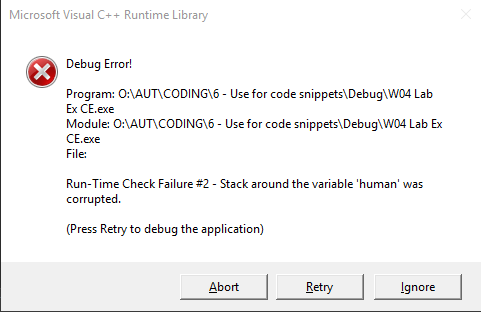 Microsoft Visual C++ Runtime Library
Debug Error!
Program: O:\AUT\CODING\6 - Use for code snippets\Debug\W04 Lab
Ex CE.exe
Module: O:\AUT\CODING\6 - Use for code snippets\Debug\W04 Lab Ex
CE.exe
File:
Run-Time Check Failure #2 - Stack around the variable 'human' was
corrupted.
(Press Retry to debug the application)
Abort Retry Ignore